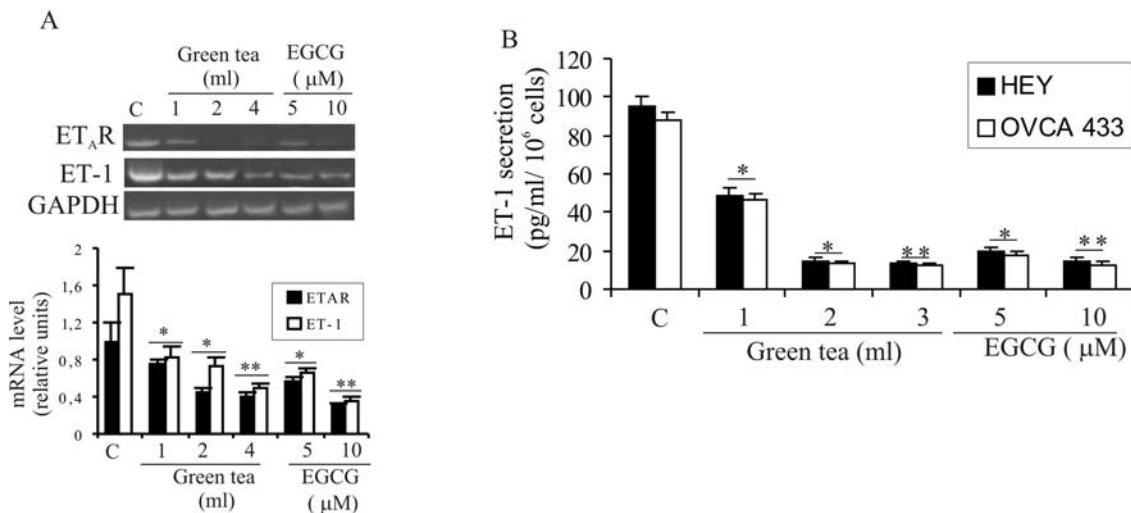 A
Green tea
(ml)
EGCG
( μM)
C 1 2 4 5 10
ETAR
ET-1
GAPDH
mRNA level
(relative units)
2
1,6
1,2
0,8
0,4
0
ETAR
ET-1
*
*
**
*
**
C 1 2 4 5 10
Green tea
(ml)
EGCG
( μM)
B
ET-1 secretion
(pg/ml/ 10⁶ cells)
120
100
80
60
40
20
0
HEY
OVCA 433
*
*
**
*
**
C 1 2 3 5 10
Green tea (ml) EGCG ( μM)